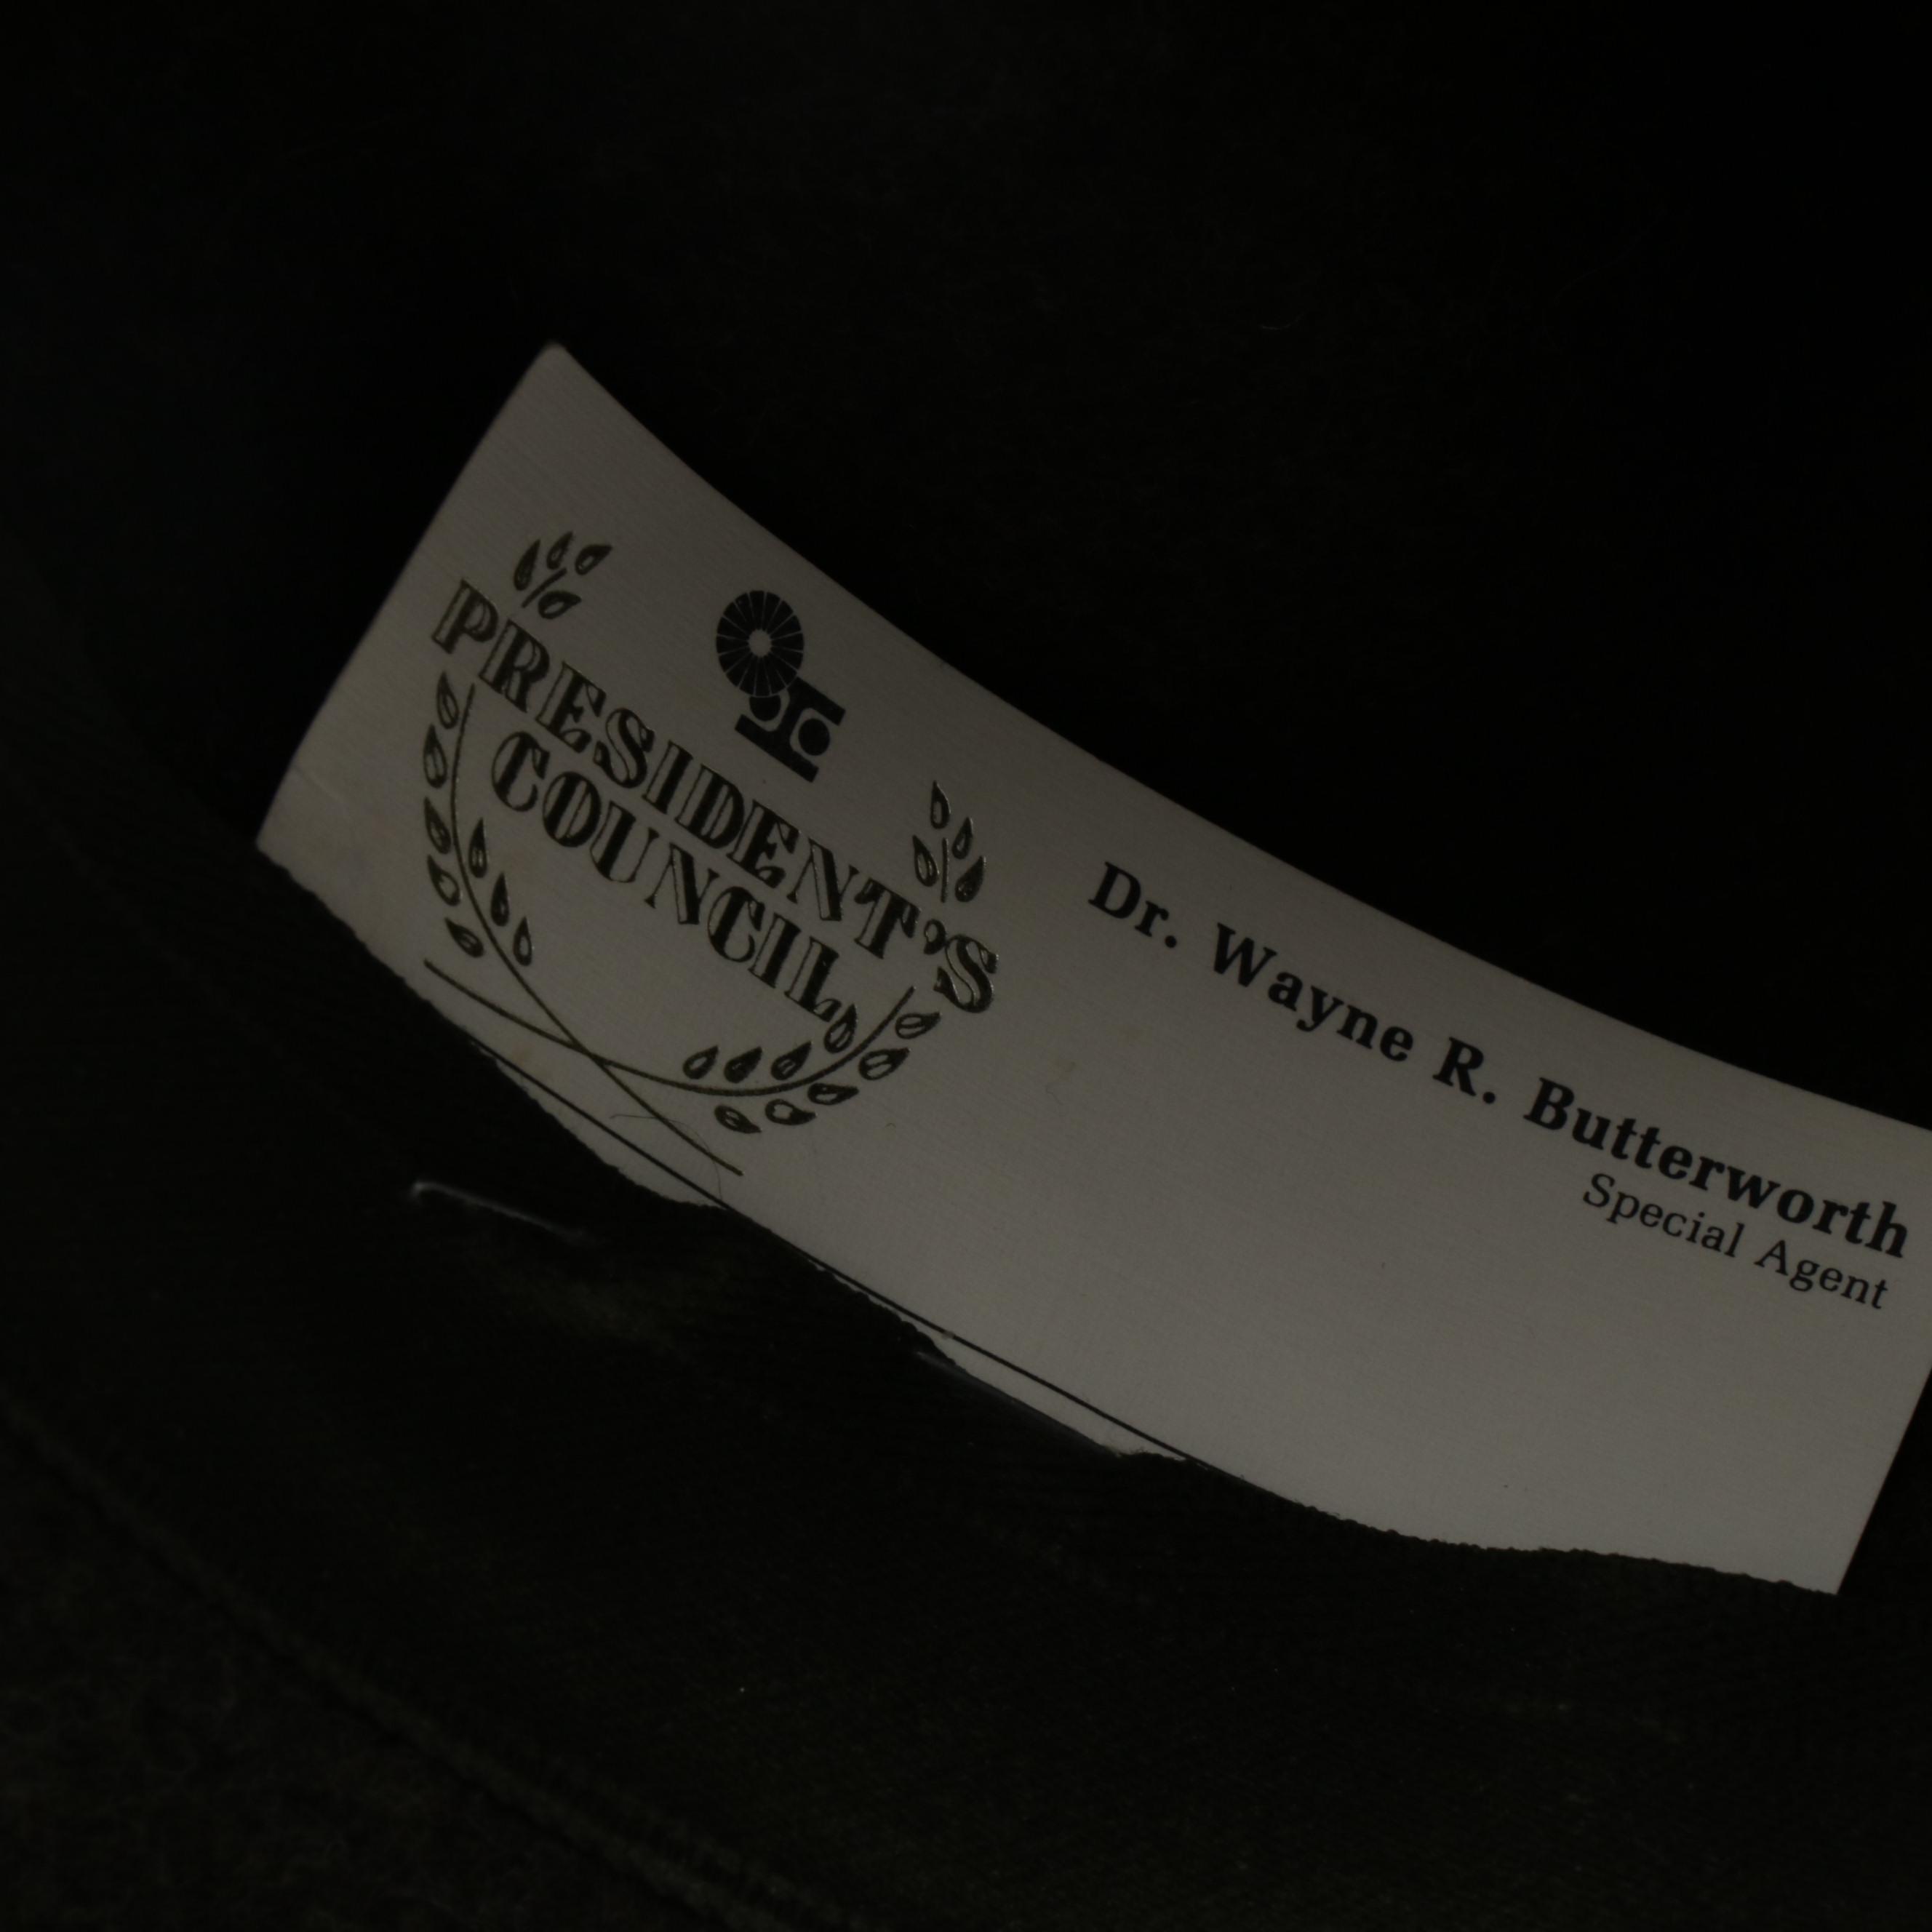 PRESIDENT'S
COUNCIL
Dr. Wayne R. Butterworth
Special Agent